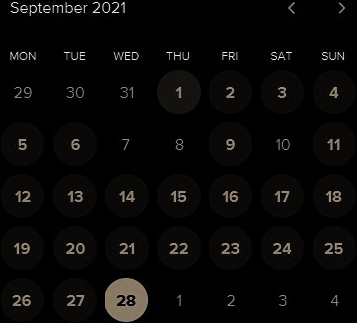 September 2021
MON TUE WED THU FRI SAT SUN
29 30 31 1 2 3 4
5 6 7 8 9 10 11
12 13 14 15 16 17 18
19 20 21 22 23 24 25
26 27 28 1 2 3 4